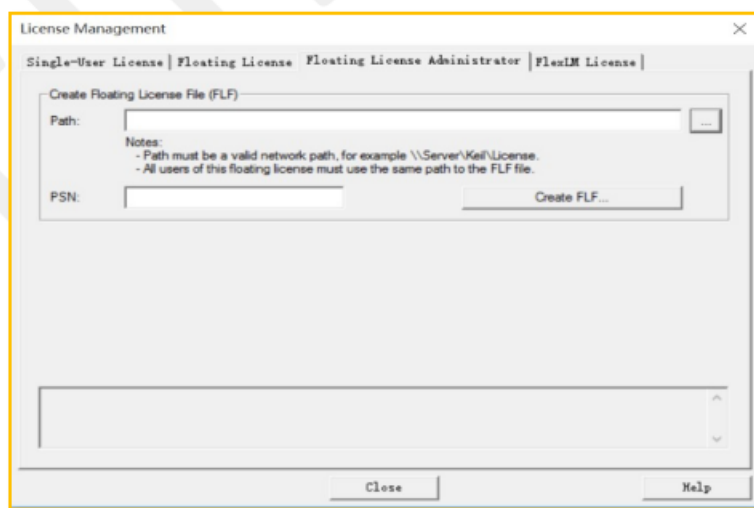 License Management
Single-User License | Floating License | Floating License Administrator | FlexLM License
Create Floating License File (FLF)
Path:
...
Notes:
- Path must be a valid network path, for example \\Server\Keil\License.
- All users of this floating license must use the same path to the FLF file.
PSN:
Create FLF...
Close
Help